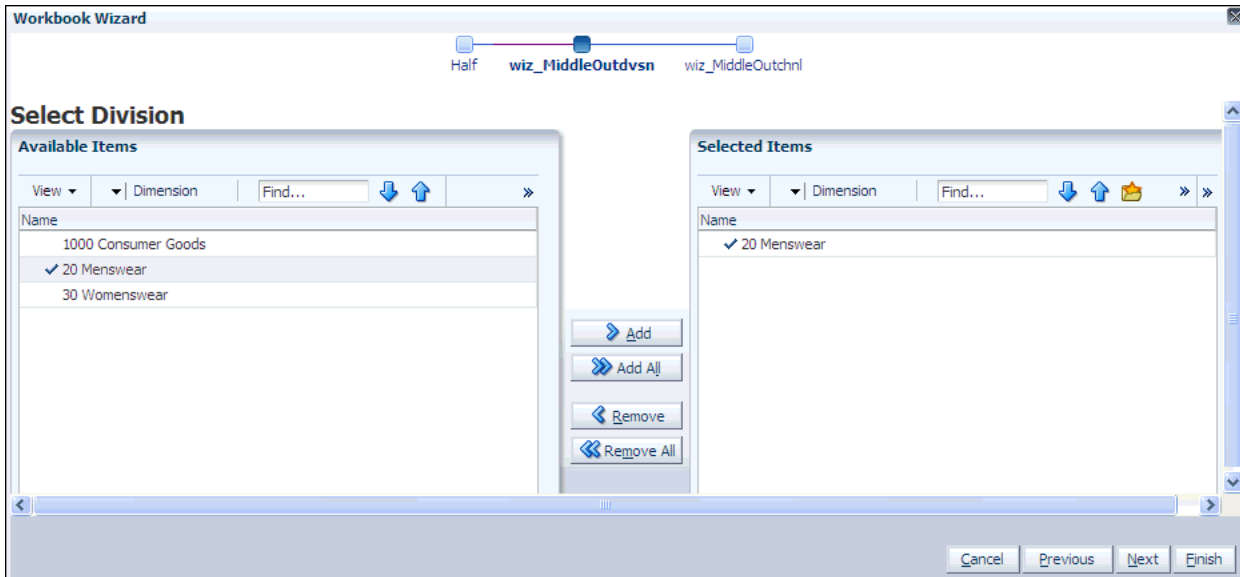 Workbook Wizard
Half wiz_MiddleOutdvsn wiz_MiddleOutchnl
Select Division
Available Items
View Dimension Find...
Name
1000 Consumer Goods
20 Menswear
30 Womenswear
Add
Add All
Remove
Remove All
Selected Items
View Dimension Find...
Name
20 Menswear
Cancel Previous Next Finish